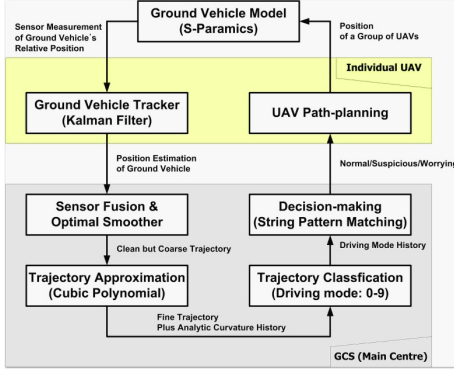 Ground Vehicle Model
(S-Paramics)
Sensor Measurement
of Ground Vehicle´s
Relative Position
Position
of a Group of UAVs
Individual UAV
Ground Vehicle Tracker
(Kalman Filter)
UAV Path-planning
Position Estimation
of Ground Vehicle
Normal/Suspicious/Worrying
Sensor Fusion &
Optimal Smoother
Decision-making
(String Pattern Matching)
Clean but Coarse Trajectory
Driving Mode History
Trajectory Approximation
(Cubic Polynomial)
Trajectory Classfication
(Driving mode: 0-9)
Fine Trajectory
Plus Analytic Curvature History
GCS (Main Centre)